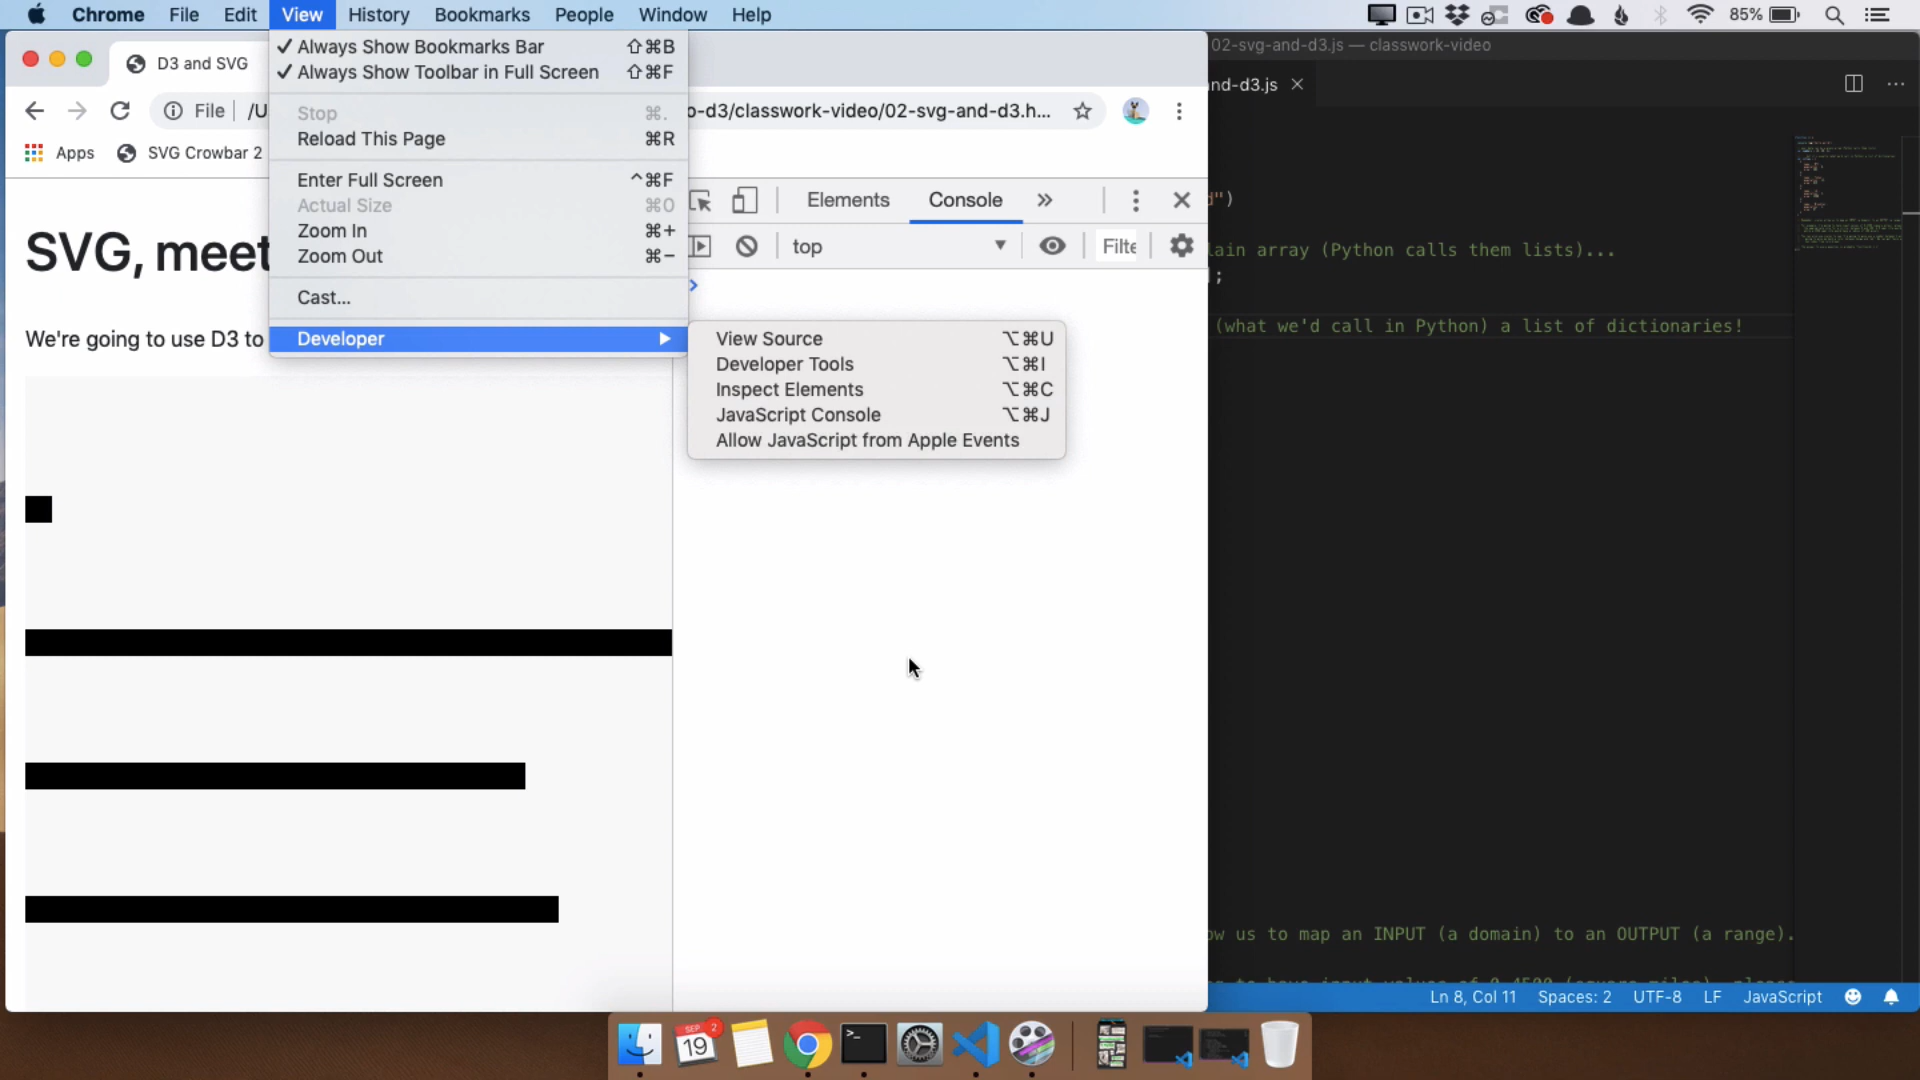 Chrome File Edit View History Bookmarks People Window Help 85%
✓ Always Show Bookmarks Bar ⇧⌘B
✓ Always Show Toolbar in Full Screen ⇧⌘F
Stop ⌘.
Reload This Page ⌘R
Enter Full Screen ^⌘F
Actual Size ⌘0
Zoom In ⌘+
Zoom Out ⌘−
Cast...
Developer
View Source ⌥⌘U
Developer Tools ⌥⌘I
Inspect Elements ⌥⌘C
JavaScript Console ⌥⌘J
Allow JavaScript from Apple Events
D3 and SVG
File | /U
o-d3/classwork-video/02-svg-and-d3.h...
Apps SVG Crowbar 2
SVG, meet
We're going to use D3 to
Elements Console »
top Filte
02-svg-and-d3.js — classwork-video
nd-d3.js ×
d")
lain array (Python calls them lists)...
];
(what we'd call in Python) a list of dictionaries!
ow us to map an INPUT (a domain) to an OUTPUT (a range).
Ln 8, Col 11 Spaces: 2 UTF-8 LF JavaScript
SEP 2
19